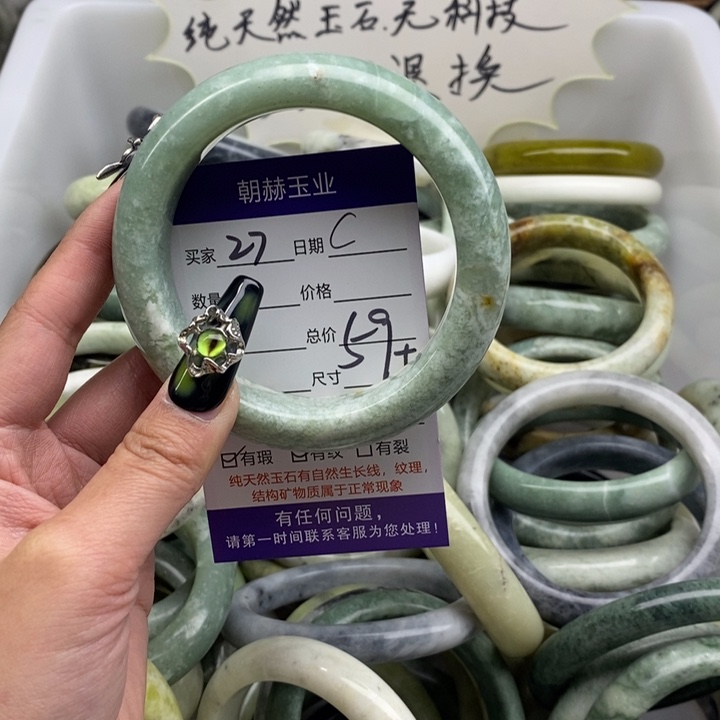 纯天然玉石.无科技
退换
朝赫玉业
买家 27 日期 C
数量 价格
总价 69
尺寸 59+
有瑕 有纹 有裂
纯天然玉石有自然生长线，纹理，
结构矿物质属于正常现象
有任何问题，
请第一时间联系客服为您处理！